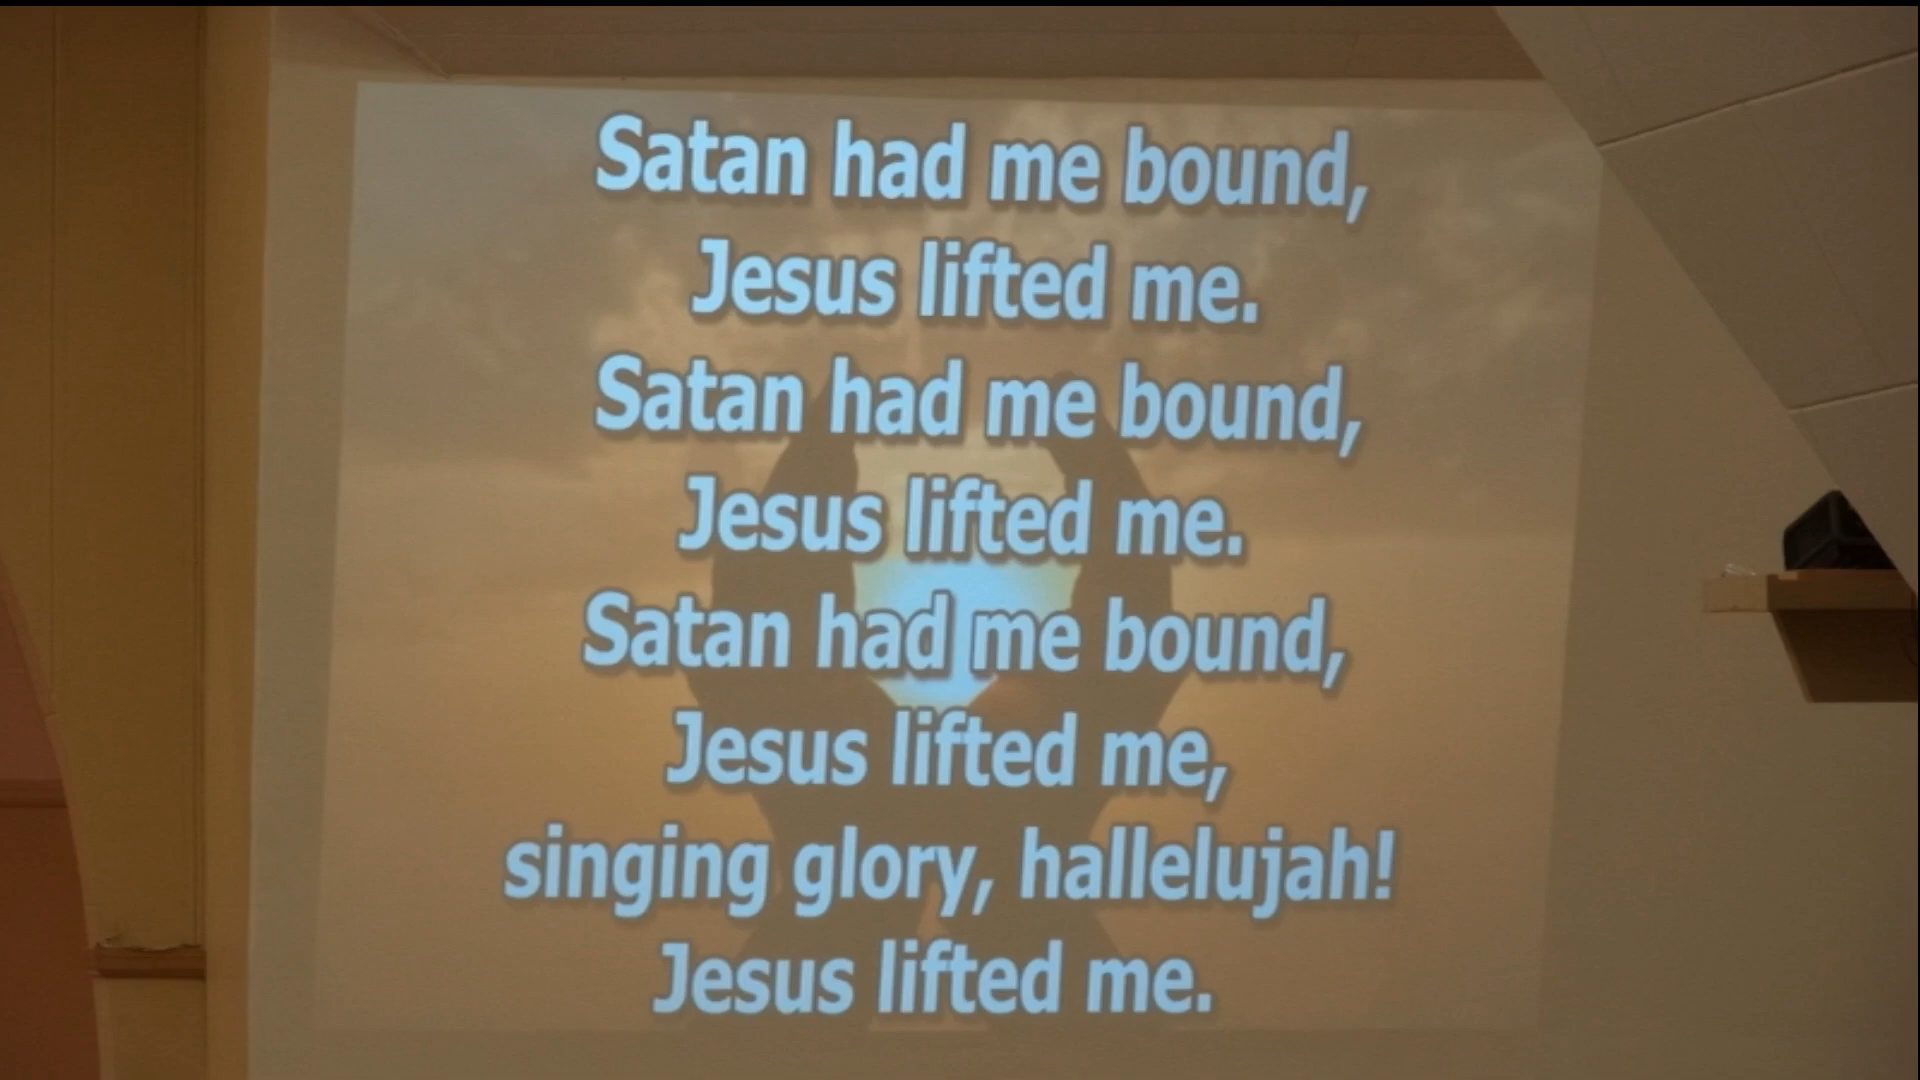 Satan had me bound,
Jesus lifted me.
Satan had me bound,
Jesus lifted me.
Satan had me bound,
Jesus lifted me,
singing glory, hallelujah!
Jesus lifted me.